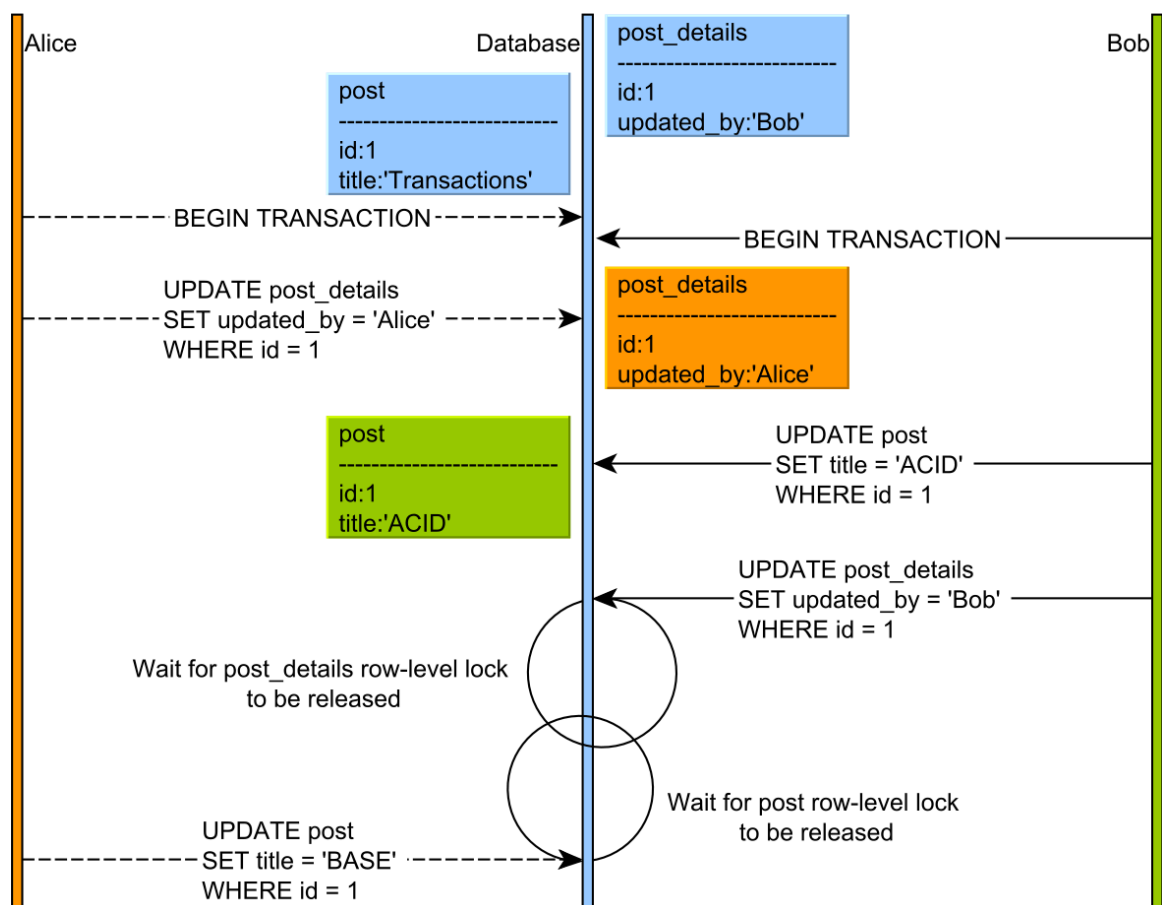 Alice
Database
Bob
post_details
---------------------------
id:1
updated_by:'Bob'
post
---------------------------
id:1
title:'Transactions'
BEGIN TRANSACTION
BEGIN TRANSACTION
UPDATE post_details
SET updated_by = 'Alice'
WHERE id = 1
post_details
---------------------------
id:1
updated_by:'Alice'
post
---------------------------
id:1
title:'ACID'
UPDATE post
SET title = 'ACID'
WHERE id = 1
UPDATE post_details
SET updated_by = 'Bob'
WHERE id = 1
Wait for post_details row-level lock
to be released
Wait for post row-level lock
to be released
UPDATE post
SET title = 'BASE'
WHERE id = 1